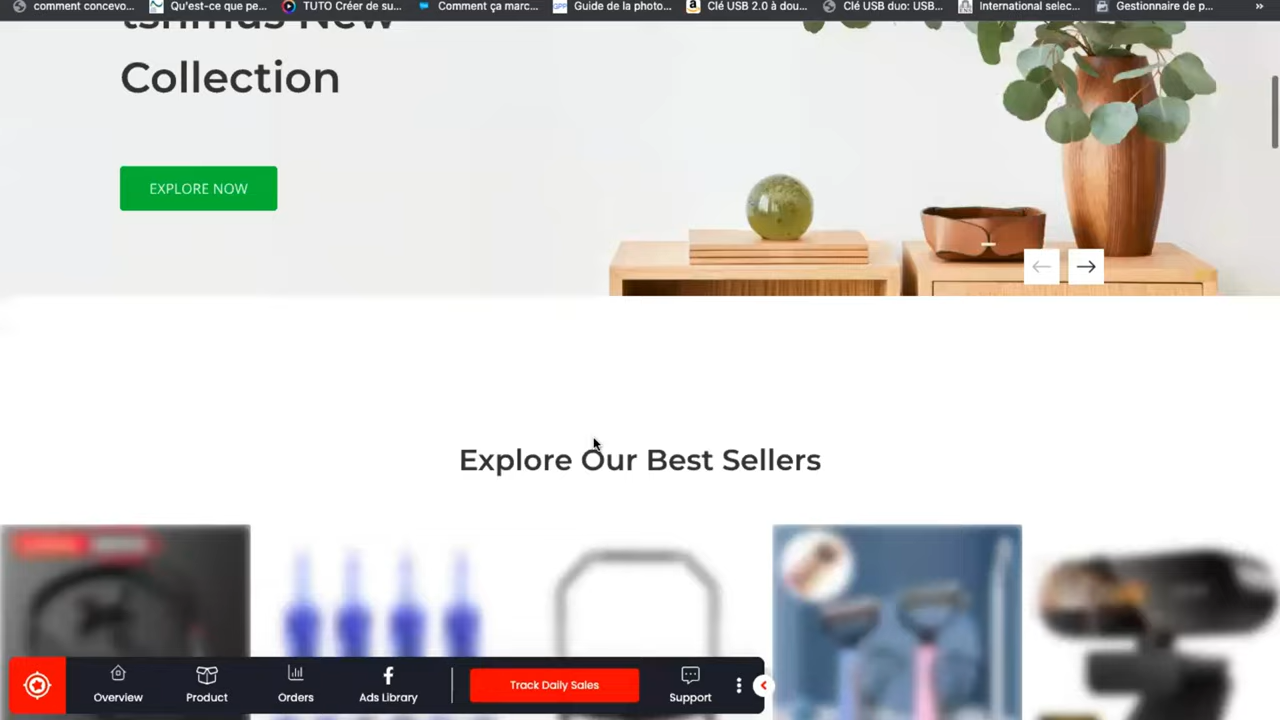 comment concevo... Qu'est-ce que pe... TUTO Créer de su... Comment ça marc... Guide de la photo... Clé USB 2.0 à dou... Clé USB duo: USB... International selec... Gestionnaire de p... »
tshmas New
Collection
EXPLORE NOW
Explore Our Best Sellers
Overview Product Orders Ads Library Track Daily Sales Support